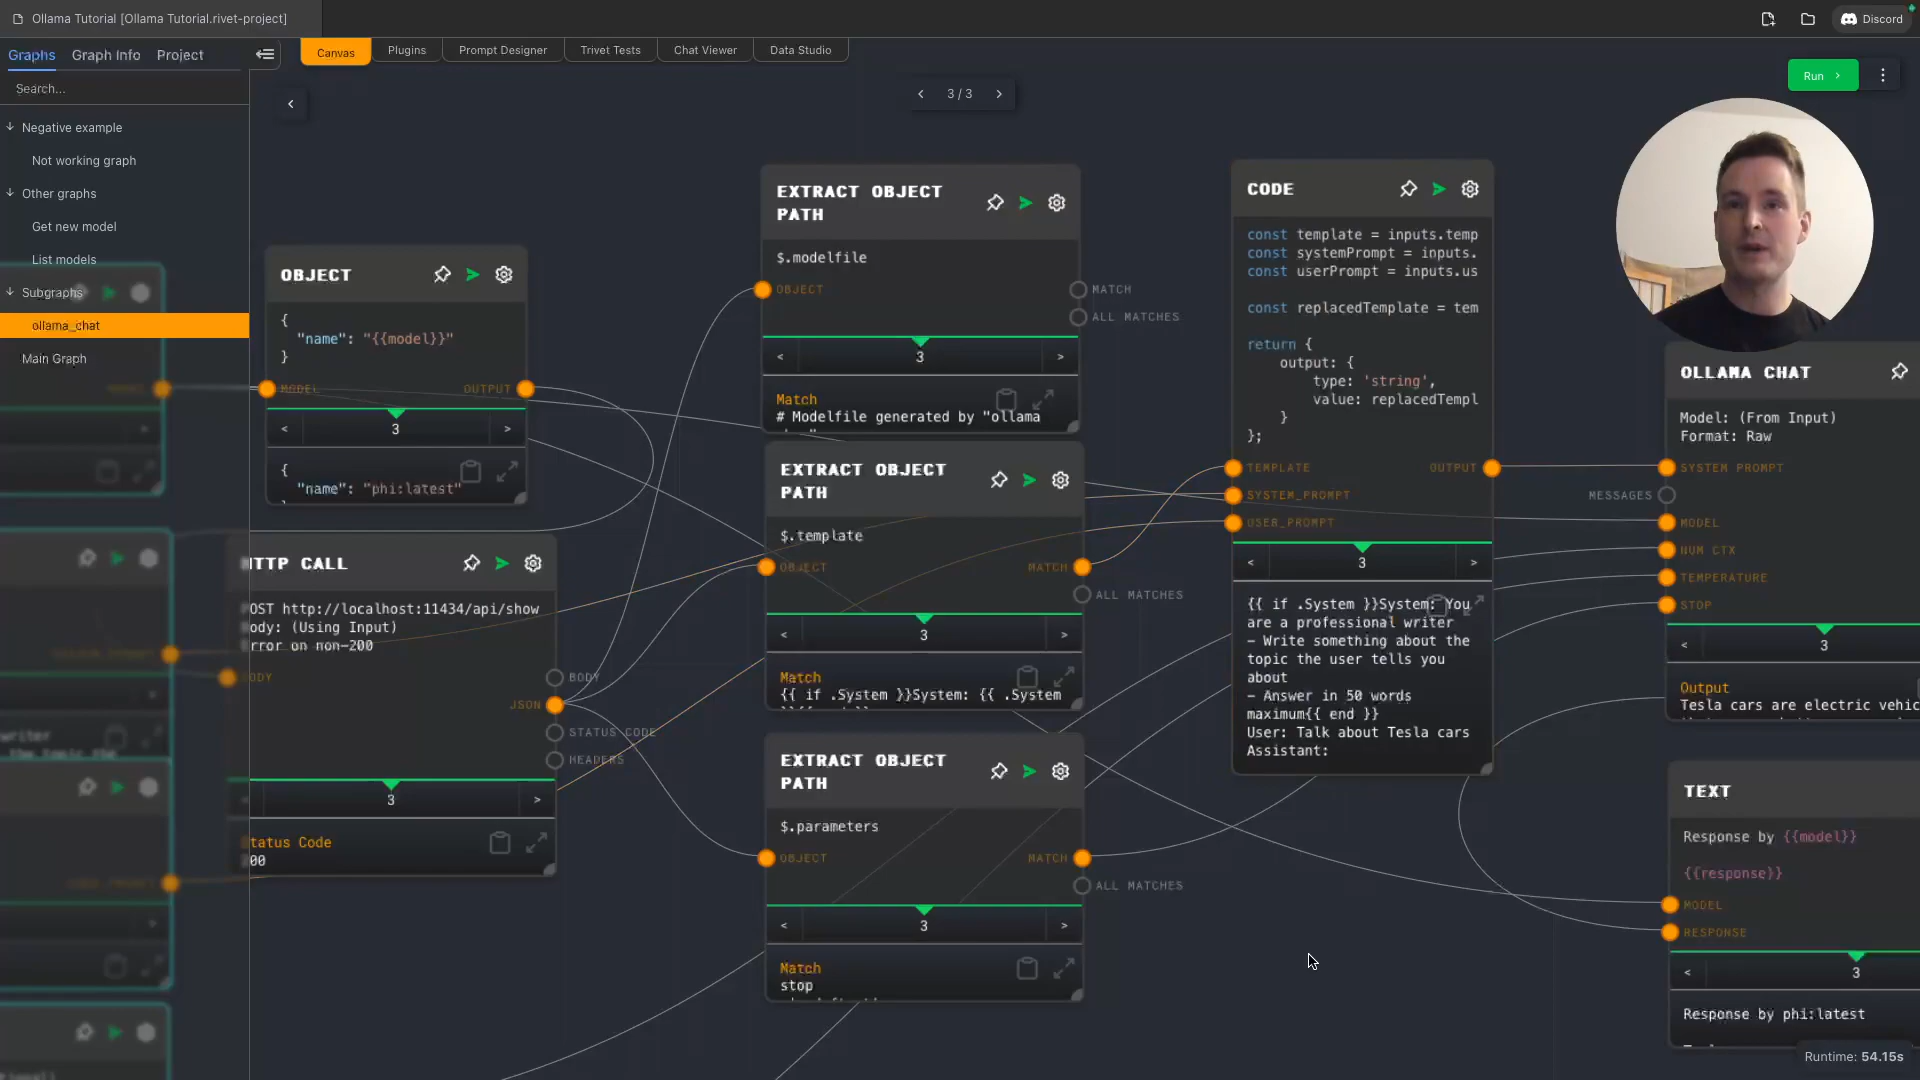 Ollama Tutorial [Ollama Tutorial.rivet-project]
Discord
Graphs
Graph Info
Project
Canvas
Plugins
Prompt Designer
Trivet Tests
Chat Viewer
Data Studio
Search...
Run
3 / 3
Negative example
Not working graph
Other graphs
Get new model
List models
Subgraphs
ollama_chat
Main Graph
OBJECT
{
"name": "{{model}}"
}
MODEL
OUTPUT
3
{
"name": "phi:latest"
HTTP CALL
OST http://localhost:11434/api/show
ody: (Using Input)
rror on non-200
BODY
BODY
JSON
STATUS CODE
HEADERS
3
tatus Code
00
EXTRACT OBJECT
PATH
$.modelfile
OBJECT
MATCH
ALL MATCHES
3
Match
# Modelfile generated by "ollama
EXTRACT OBJECT
PATH
$.template
OBJECT
MATCH
ALL MATCHES
3
Match
{{ if .System }}System: {{ .System
EXTRACT OBJECT
PATH
$.parameters
OBJECT
MATCH
ALL MATCHES
3
Match
stop
CODE
const template = inputs.temp
const systemPrompt = inputs.
const userPrompt = inputs.us
const replacedTemplate = tem
return {
output: {
type: 'string',
value: replacedTempl
}
};
TEMPLATE
OUTPUT
SYSTEM_PROMPT
USER_PROMPT
3
{{ if .System }}System: You
are a professional writer
- Write something about the
topic the user tells you
about
- Answer in 50 words
maximum{{ end }}
User: Talk about Tesla cars
Assistant:
OLLAMA CHAT
Model: (From Input)
Format: Raw
SYSTEM PROMPT
MESSAGES
MODEL
NUM CTX
TEMPERATURE
STOP
3
Output
Tesla cars are electric vehic
TEXT
Response by {{model}}
{{response}}
MODEL
RESPONSE
3
Response by phi:latest
Runtime: 54.15s